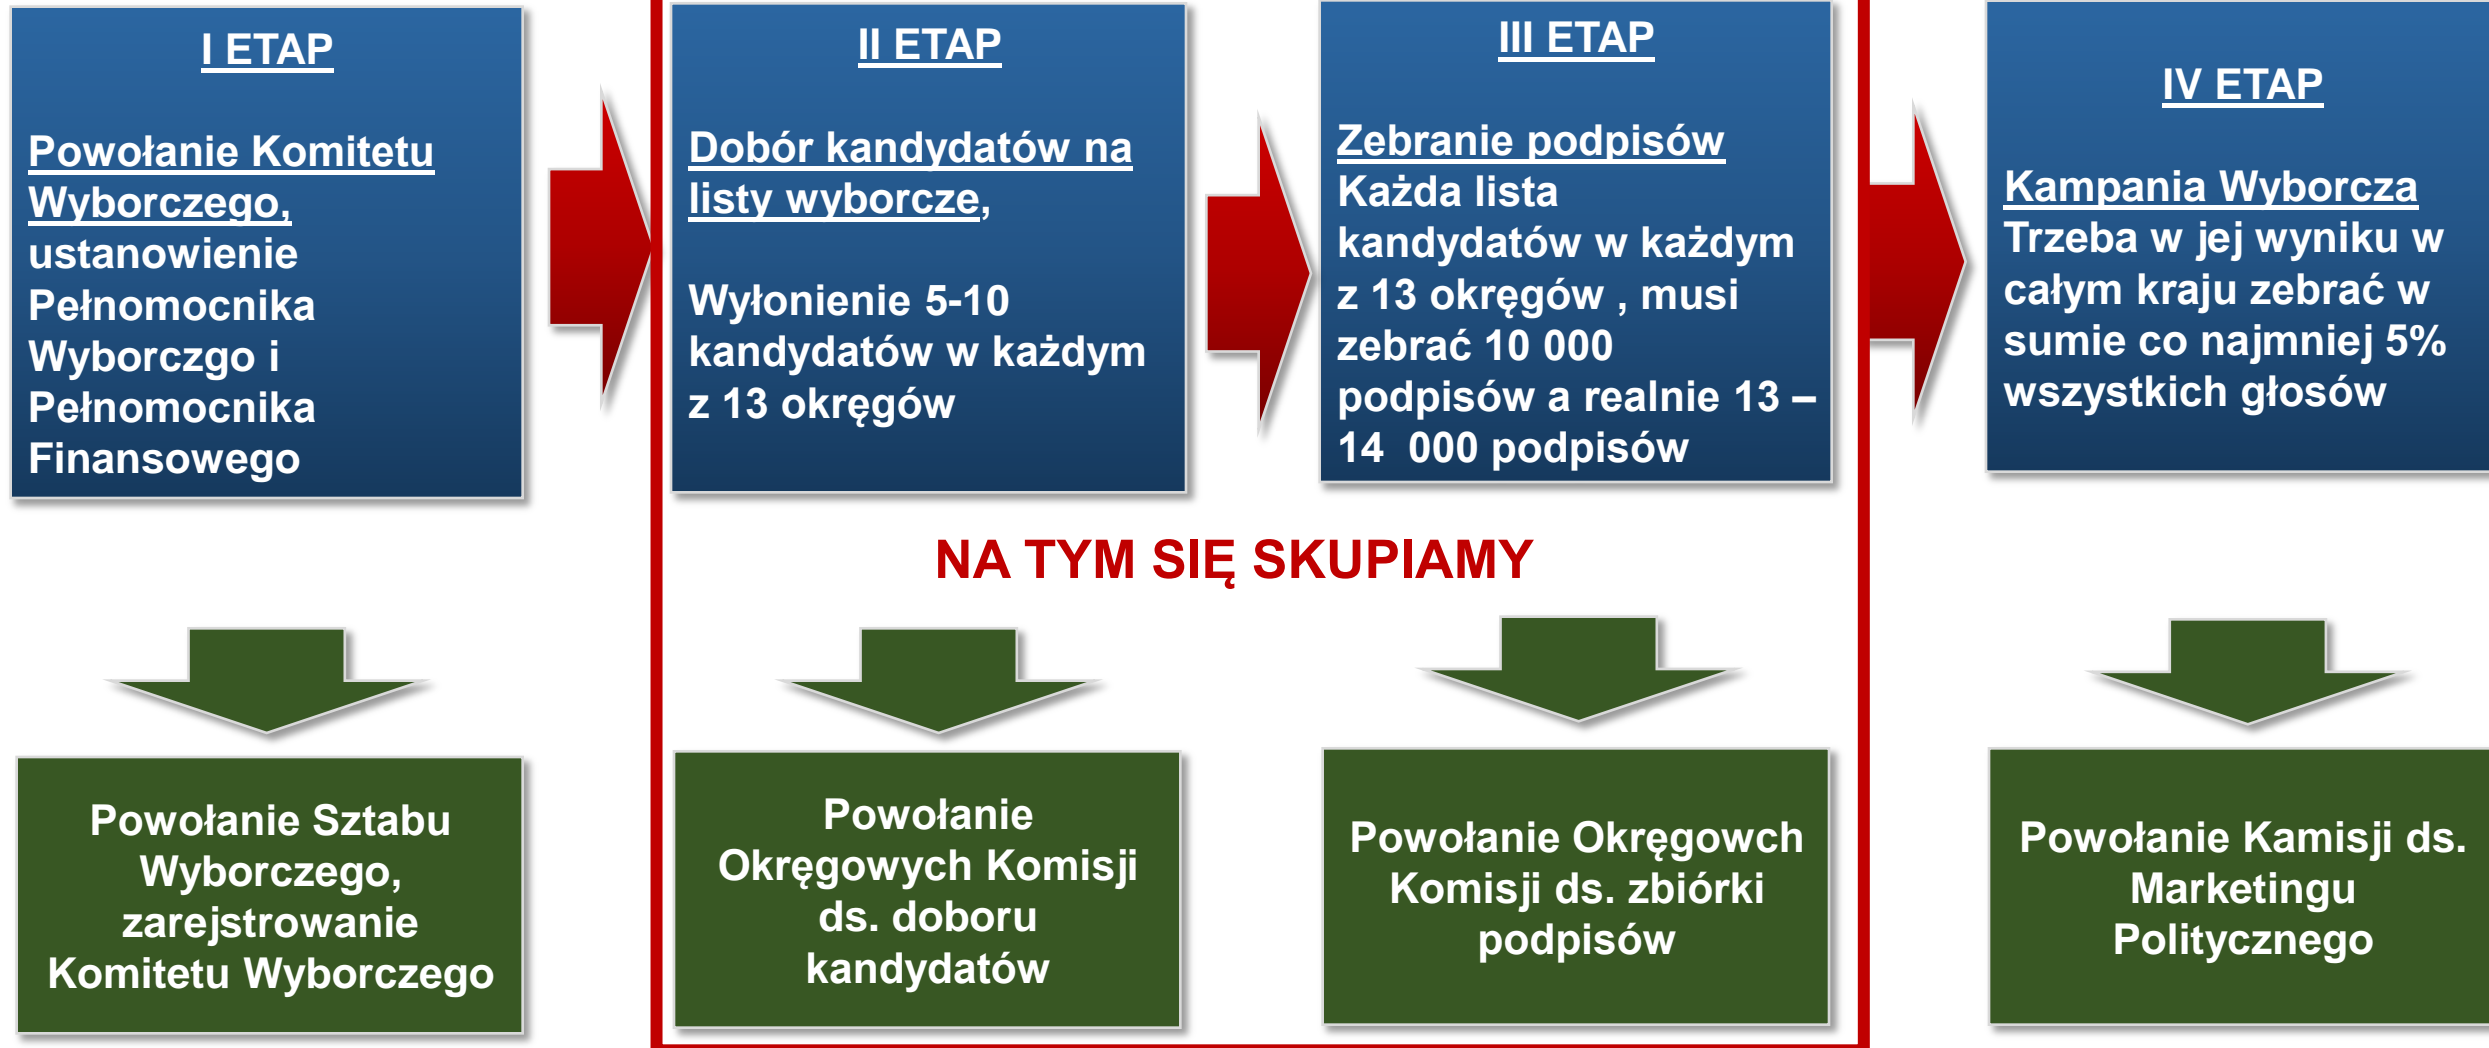 I ETAP
Powołanie Komitetu
Wyborczego,
ustanowienie
Pełnomocnika
Wyborczgo i
Pełnomocnika
Finansowego
II ETAP
Dobór kandydatów na
listy wyborcze,
Wyłonienie 5-10
kandydatów w każdym
z 13 okręgów
III ETAP
Zebranie podpisów
Każda lista
kandydatów w każdym
z 13 okręgów , musi
zebrać 10 000
podpisów a realnie 13 –
14  000 podpisów
IV ETAP
Kampania Wyborcza
Trzeba w jej wyniku w
całym kraju zebrać w
sumie co najmniej 5%
wszystkich głosów
NA TYM SIĘ SKUPIAMY
Powołanie Sztabu
Wyborczego,
zarejstrowanie
Komitetu Wyborczego
Powołanie
Okręgowych Komisji
ds. doboru
kandydatów
Powołanie Okręgowch
Komisji ds. zbiórki
podpisów
Powołanie Kamisji ds.
Marketingu
Politycznego